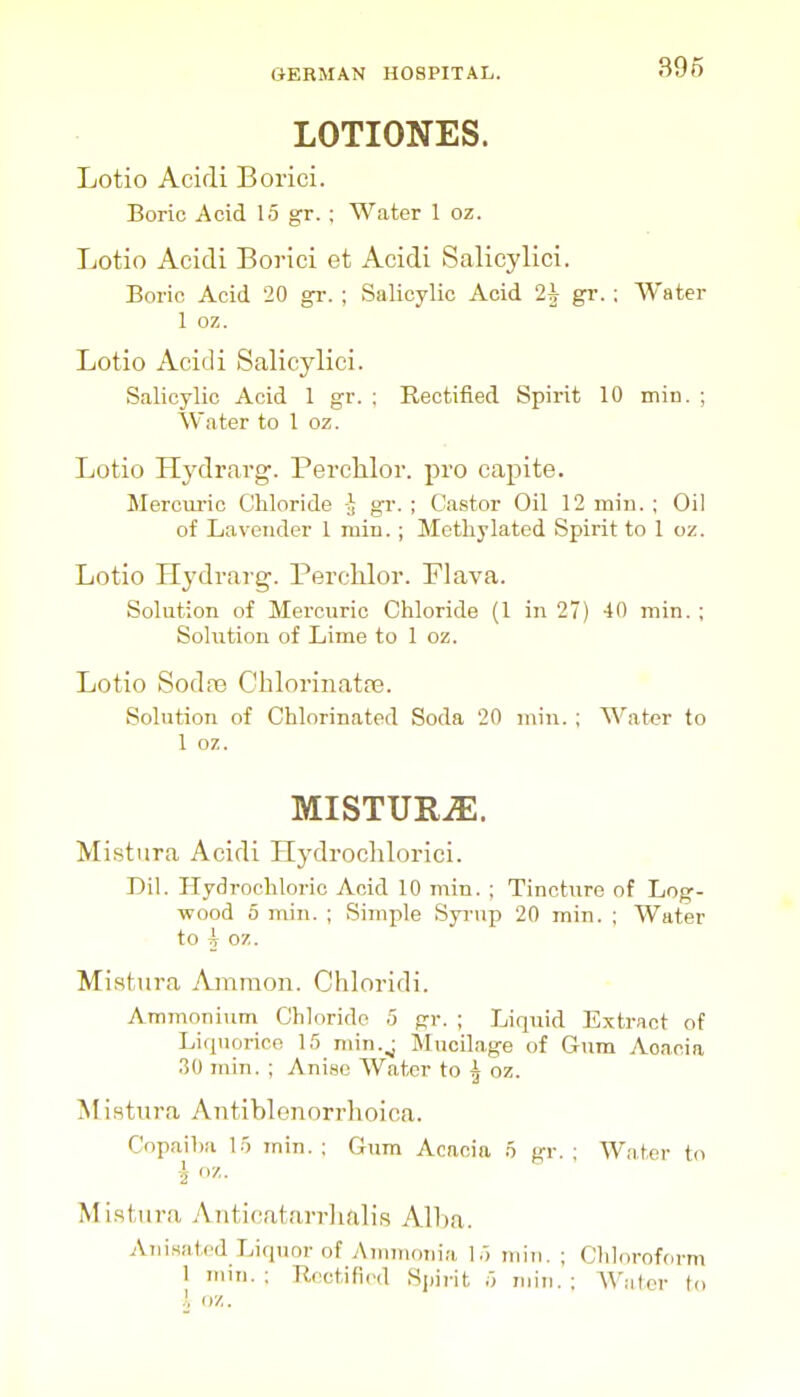 GERMAN HOSPITAL. 395
LOTIONES.
Lotio Acidi Borici.
Boric Acid 15 gr. ; Water 1 oz.
Lotio Acidi Borici et Acidi Salicylici.
Boric Acid 20 gr. ; Salicylic Acid 2½ gr. ; Water
1 oz.
Lotio Acidi Salicylici.
Salicylic Acid 1 gr. ; Rectified Spirit 10 min. ;
Water to 1 oz.
Lotio Hydrarg. Perchlor. pro capite.
Mercuric Chloride ⅓ gr. ; Castor Oil 12 min. ; Oil
of Lavender 1 min. ; Methylated Spirit to 1 oz.
Lotio Hydrarg. Perchlor. Flava.
Solution of Mercuric Chloride (1 in 27) 40 min. ;
Solution of Lime to 1 oz.
Lotio Sodæ Chlorinatæ.
Solution of Chlorinated Soda 20 min. ; Water to
1 oz.
MISTURÆ.
Mistura Acidi Hydrochlorici.
Dil. Hydrochloric Acid 10 min. ; Tincture of Log-
wood 5 min. ; Simple Syrup 20 min. ; Water
to ½ oz.
Mistura Ammon. Chloridi.
Ammonium Chloride 5 gr. ; Liquid Extract of
Liquorice 15 min. ; Mucilage of Gum Acacia
30 min. ; Anise Water to ½ oz.
Mistura Antiblenorrhoica.
Copaiba 15 min. ; Gum Acacia 5 gr. ; Water to
½ oz.
Mistura Anticatarrhalis Alba.
Anisated Liquor of Ammonia 15 min. ; Chloroform
1 min. ; Rectified Spirit 5 min. ; Water to
½ oz.